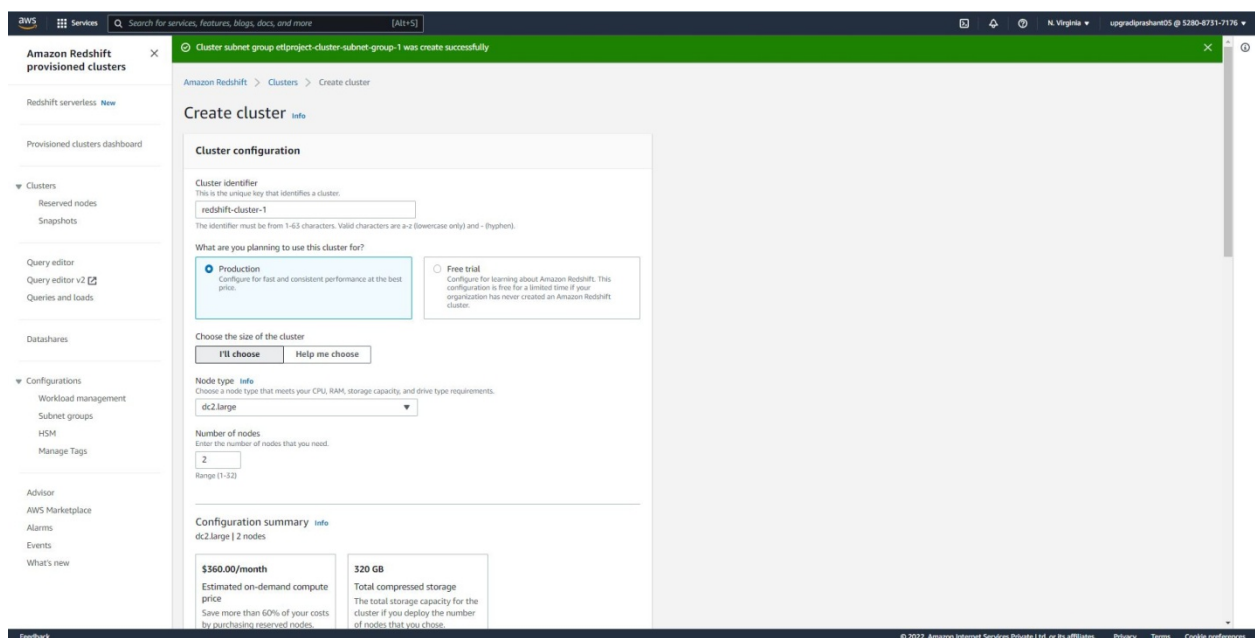 aws
Services
Search for services, features, blogs, docs, and more
[Alt+S]
N. Virginia
upgradiprashant05 @ 5280-8731-7176
Amazon Redshift
provisioned clusters
Redshift serverless New
Provisioned clusters dashboard
Clusters
Reserved nodes
Snapshots
Query editor
Query editor v2
Queries and loads
Datashares
Configurations
Workload management
Subnet groups
HSM
Manage Tags
Advisor
AWS Marketplace
Alarms
Events
What's new
Cluster subnet group etlproject-cluster-subnet-group-1 was create successfully
Amazon Redshift > Clusters > Create cluster
Create cluster Info
Cluster configuration
Cluster identifier
This is the unique key that identifies a cluster.
redshift-cluster-1
The identifier must be from 1-63 characters. Valid characters are a-z (lowercase only) and - (hyphen).
What are you planning to use this cluster for?
Production
Configure for fast and consistent performance at the best
price.
Free trial
Configure for learning about Amazon Redshift. This
configuration is free for a limited time if your
organization has never created an Amazon Redshift
cluster.
Choose the size of the cluster
I'll choose
Help me choose
Node type Info
Choose a node type that meets your CPU, RAM, storage capacity, and drive type requirements.
dc2.large
Number of nodes
Enter the number of nodes that you need.
2
Range (1-32)
Configuration summary Info
dc2.large | 2 nodes
$360.00/month
Estimated on-demand compute
price
Save more than 60% of your costs
by purchasing reserved nodes.
320 GB
Total compressed storage
The total storage capacity for the
cluster if you deploy the number
of nodes that you chose.
Feedback
© 2022, Amazon Internet Services Private Ltd. or its affiliates.
Privacy
Terms
Cookie preferences